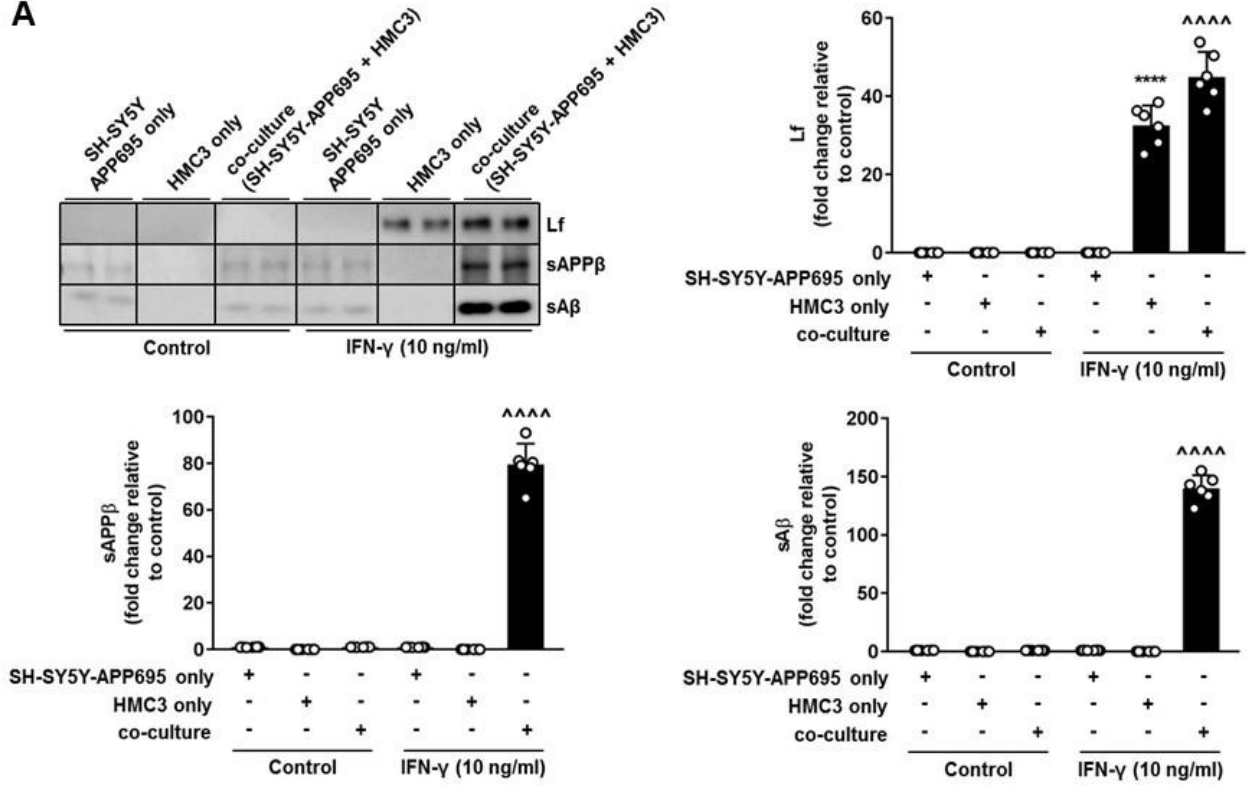 A
SH-SY5Y
APP695 only
HMC3 only
co-culture
(SH-SY5Y-APP695 + HMC3)
SH-SY5Y
APP695 only
HMC3 only
co-culture
(SH-SY5Y-APP695 + HMC3)
Lf
sAPPβ
sAβ
Control
IFN-γ (10 ng/ml)
Lf
(fold change relative
to control)
60
40
20
0
****
^^^^
SH-SY5Y-APP695 only + - - + - -
HMC3 only - + - - + -
co-culture - - + - - +
Control
IFN-γ (10 ng/ml)
sAPPβ
(fold change relative
to control)
100
80
60
40
20
0
^^^^
SH-SY5Y-APP695 only + - - + - -
HMC3 only - + - - + -
co-culture - - + - - +
Control
IFN-γ (10 ng/ml)
sAβ
(fold change relative
to control)
200
150
100
50
0
^^^^
SH-SY5Y-APP695 only + - - + - -
HMC3 only - + - - + -
co-culture - - + - - +
Control
IFN-γ (10 ng/ml)